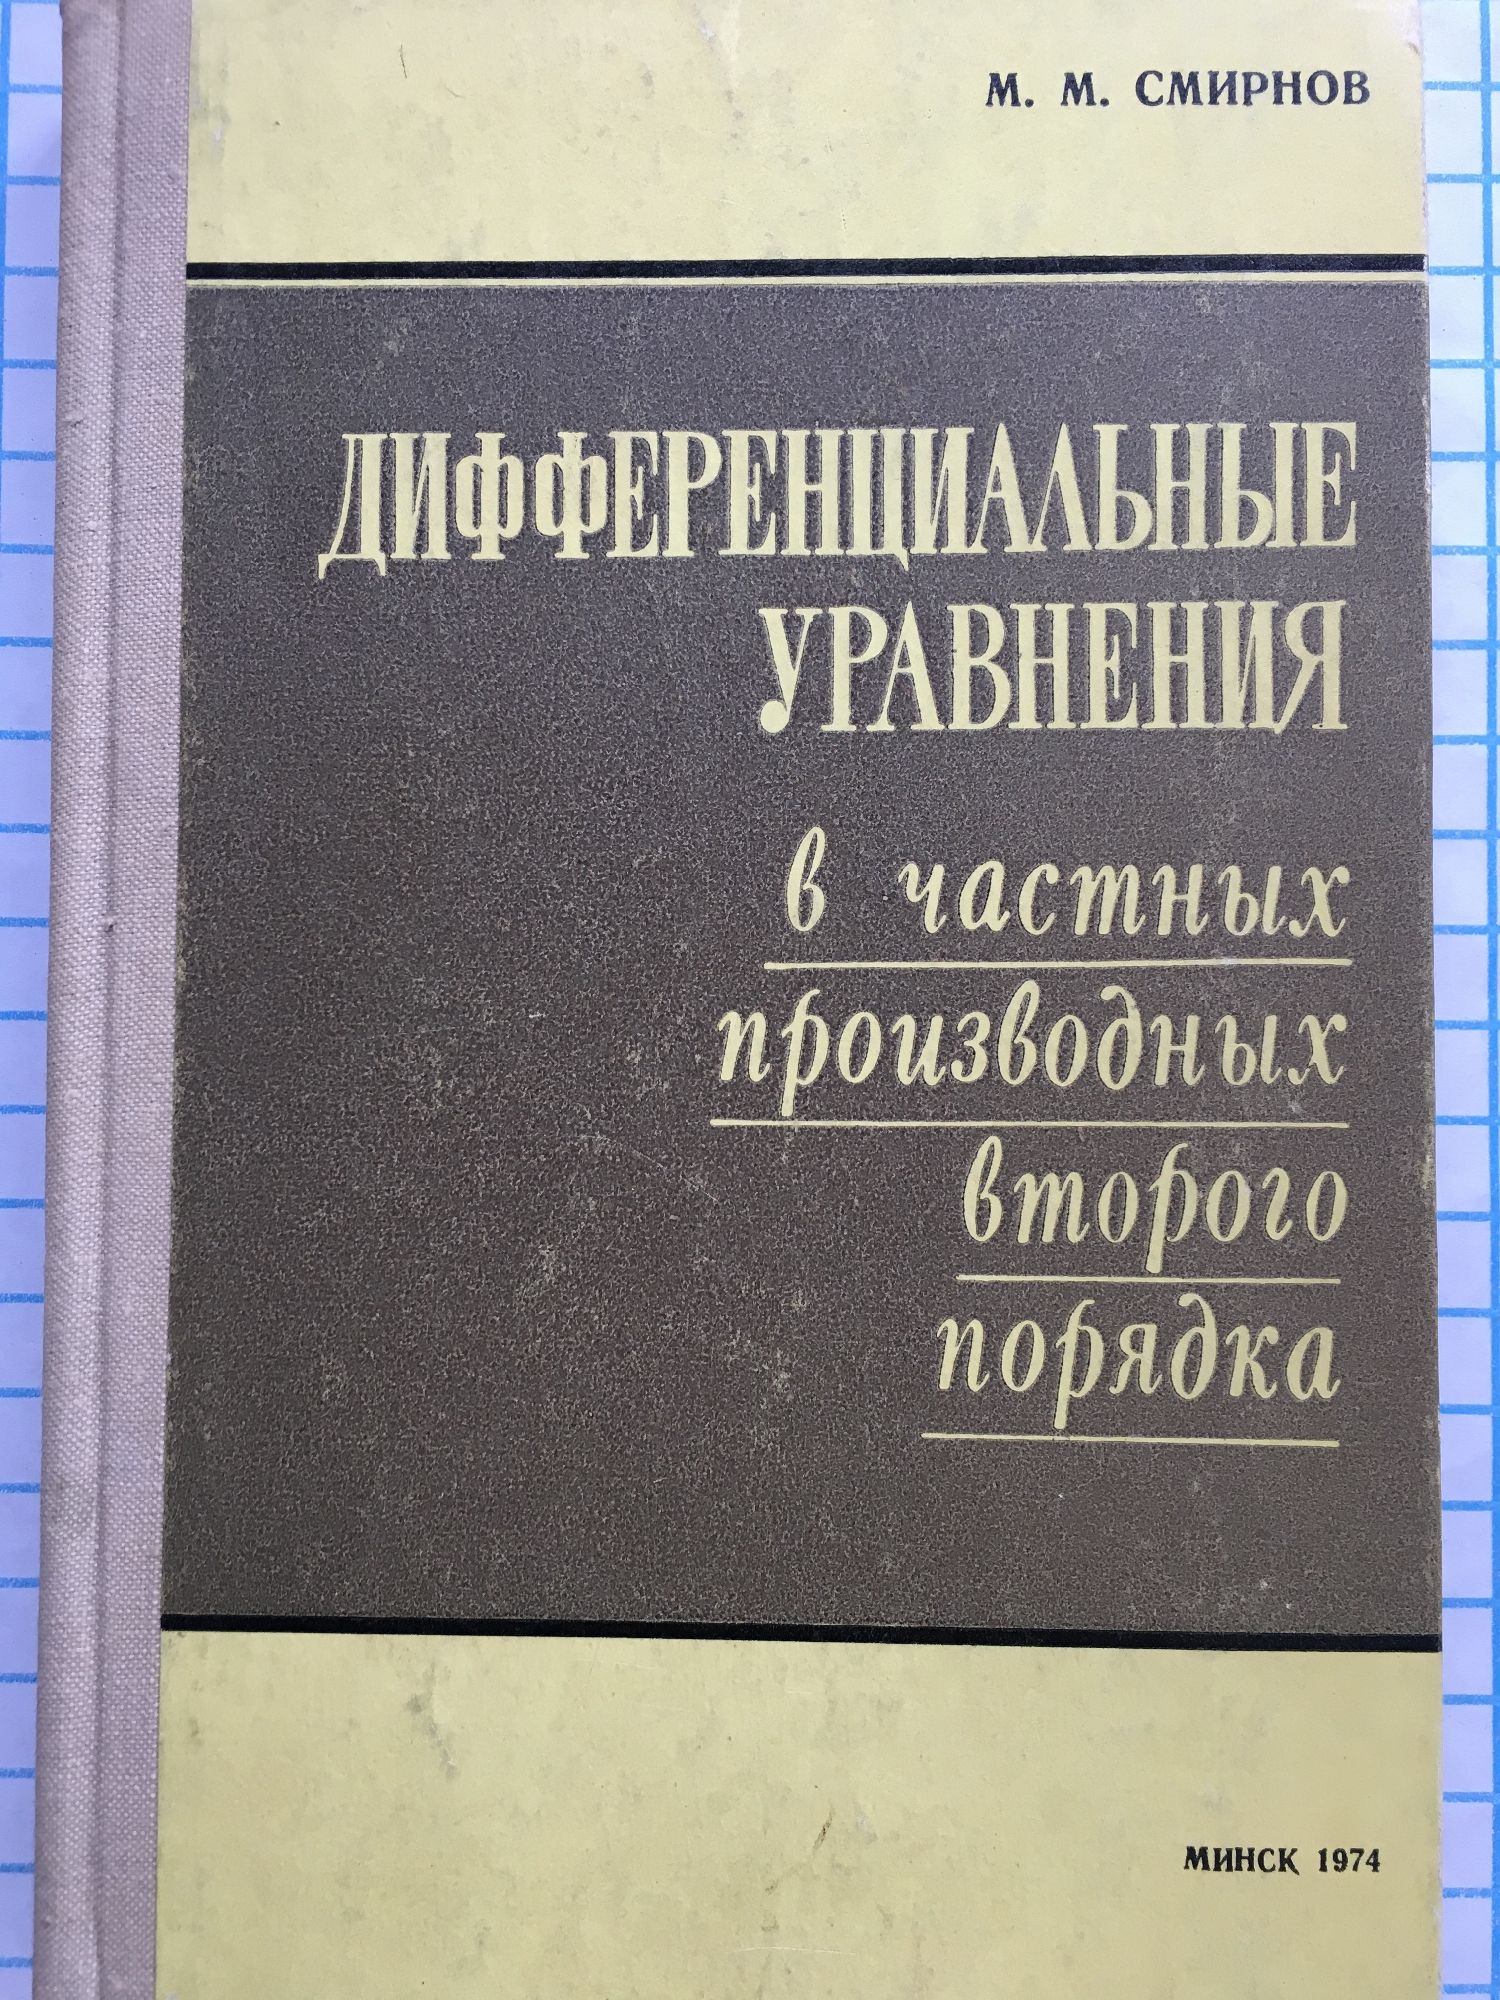 М. М. СМИРНОВ
ДИФФЕРЕНЦИАЛЬНЫЕ
УРАВНЕНИЯ
в частных
производных
второго
порядка
МИНСК 1974